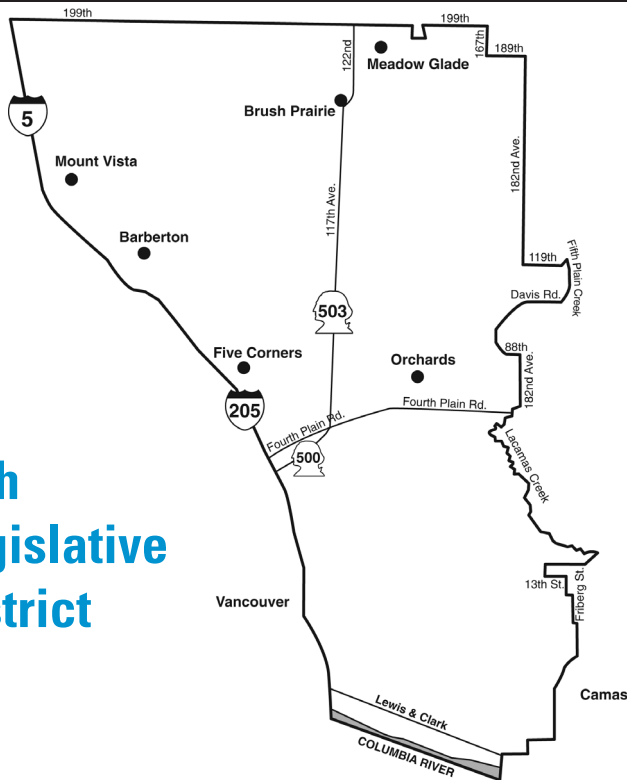 199th
199th
122nd
167th
189th
Meadow Glade
5
Brush Prairie
182nd Ave.
Mount Vista
117th Ave.
Barberton
119th
Fifth Plain Creek
Davis Rd.
503
88th
Five Corners
Orchards
182nd Ave.
205
Fourth Plain Rd.
Fourth Plain Rd.
500
Lacamas Creek
h
gislative
strict
13th St.
Friberg St.
Vancouver
Camas
Lewis & Clark
COLUMBIA RIVER